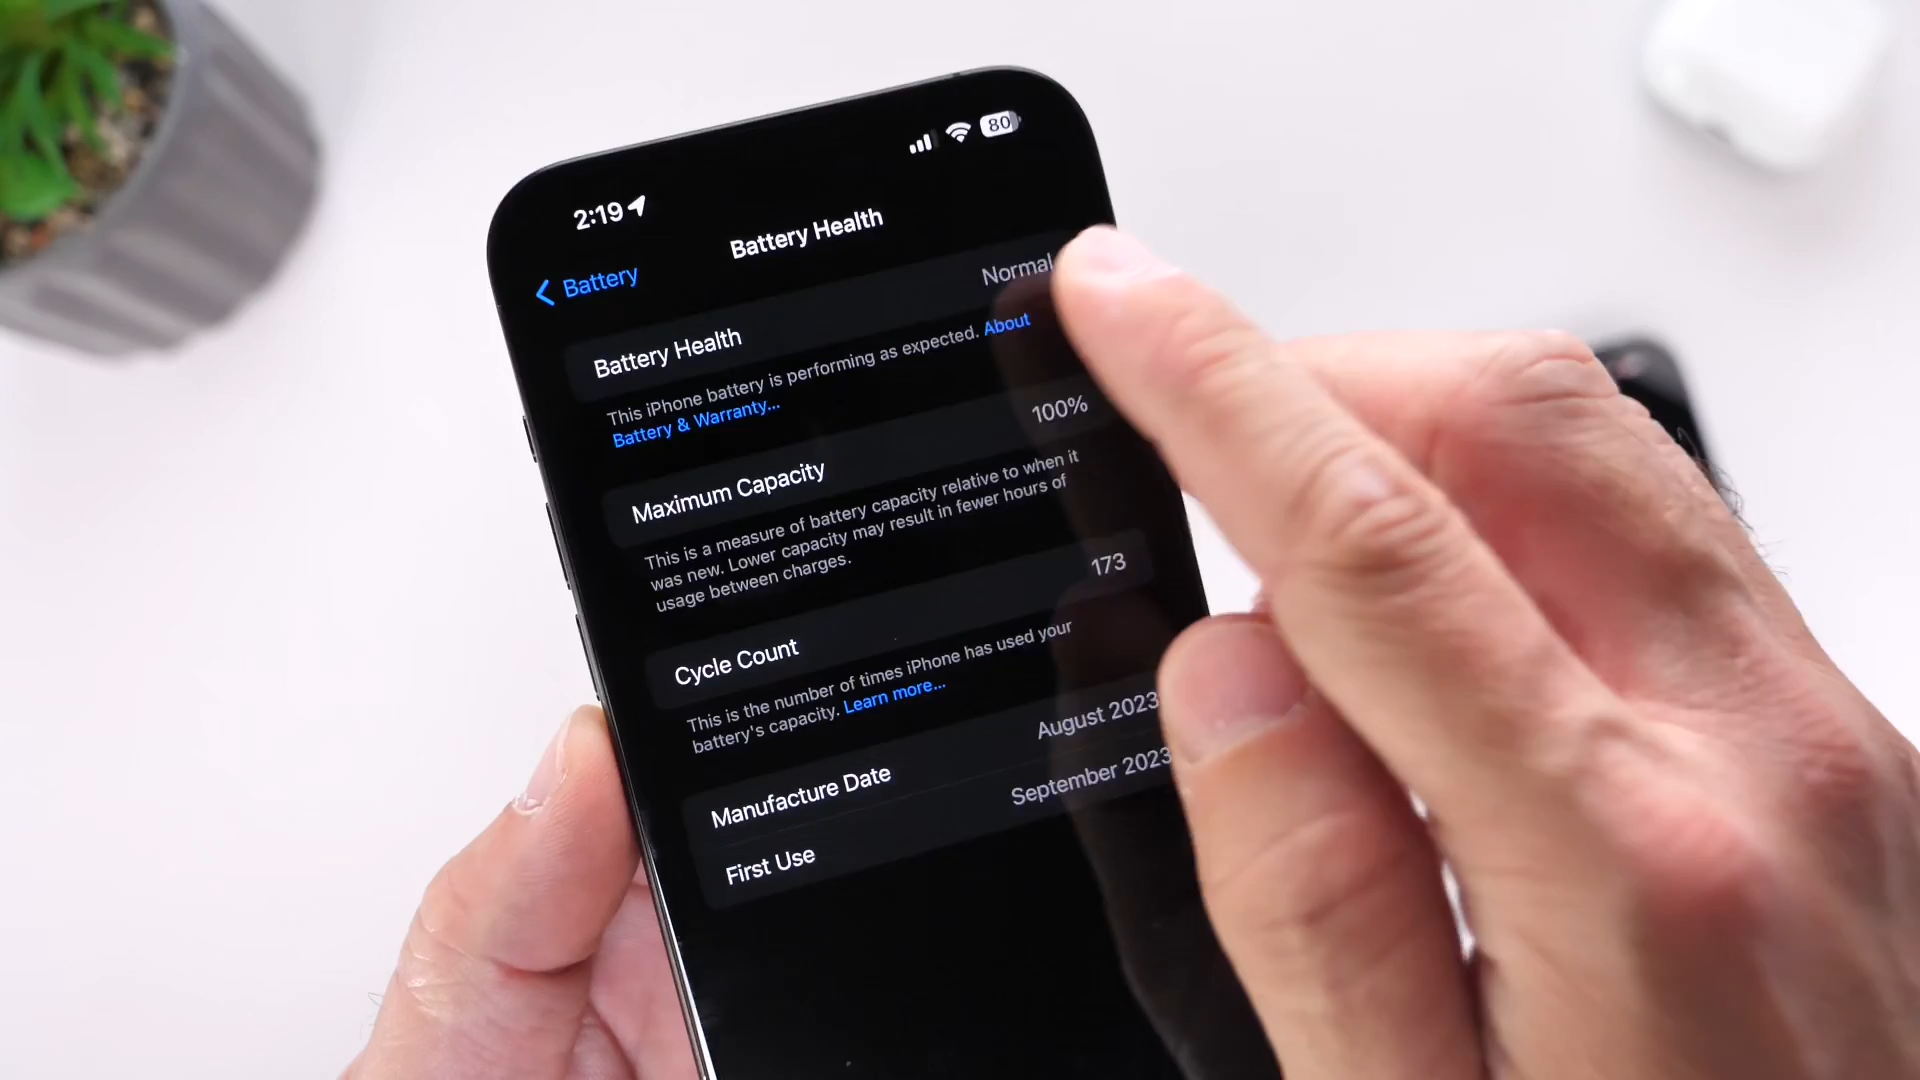 2:19
80
Battery
Battery Health
Battery Health
Normal
This iPhone battery is performing as expected. About
Battery & Warranty...
Maximum Capacity
100%
This is a measure of battery capacity relative to when it
was new. Lower capacity may result in fewer hours of
usage between charges.
Cycle Count
173
This is the number of times iPhone has used your
battery's capacity. Learn more...
Manufacture Date
August 2023
First Use
September 2023